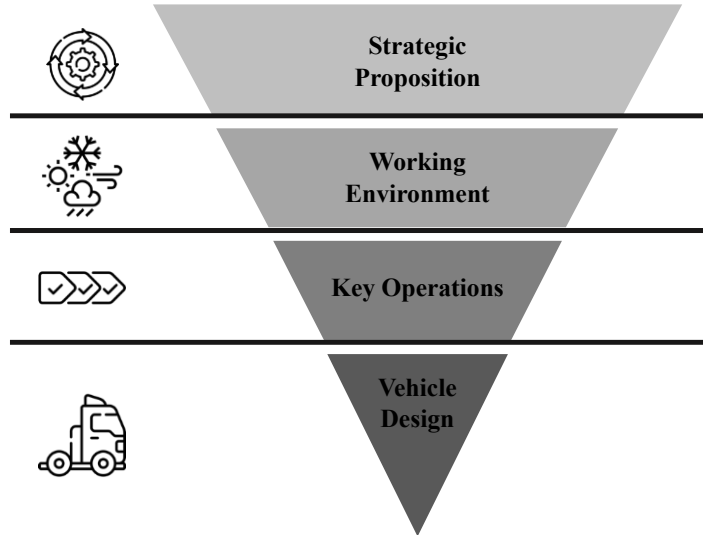 Strategic
Proposition
Working
Environment
Key Operations
Vehicle
Design